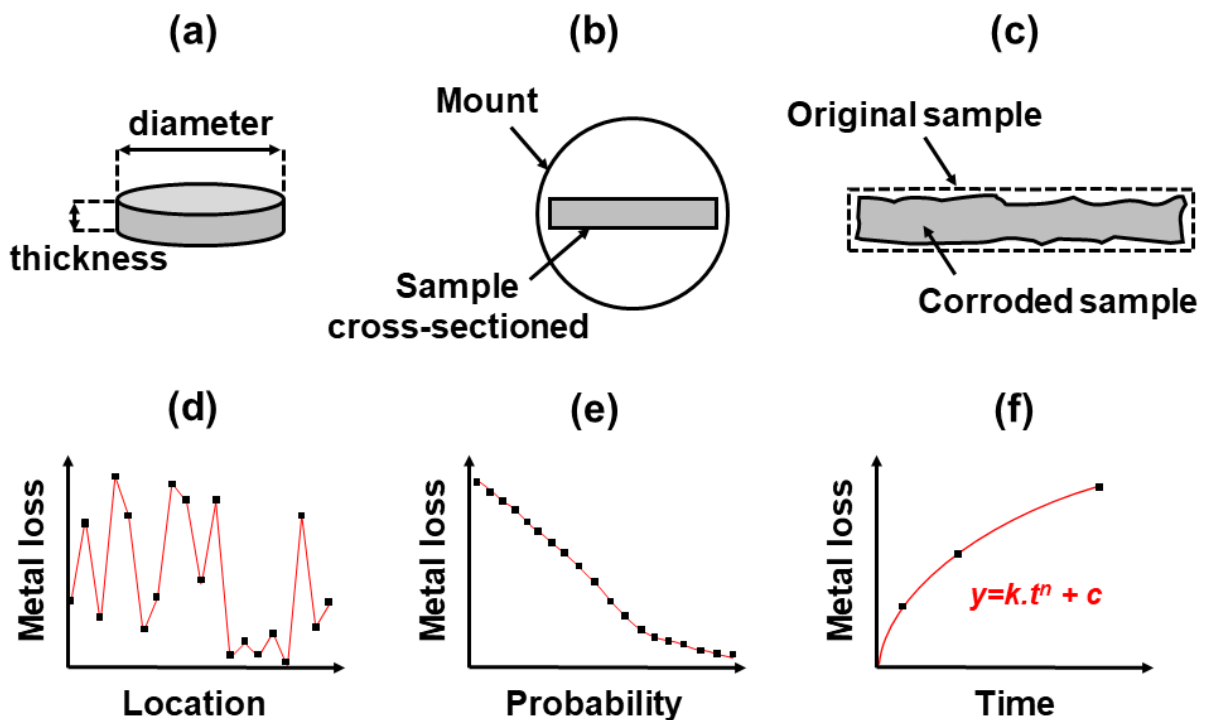 (a)
(b)
(c)
diameter
thickness
Mount
Sample
cross-sectioned
Original sample
Corroded sample
(d)
(e)
(f)
Metal loss
Location
Metal loss
Probability
Metal loss
y=k.tⁿ + c
Time